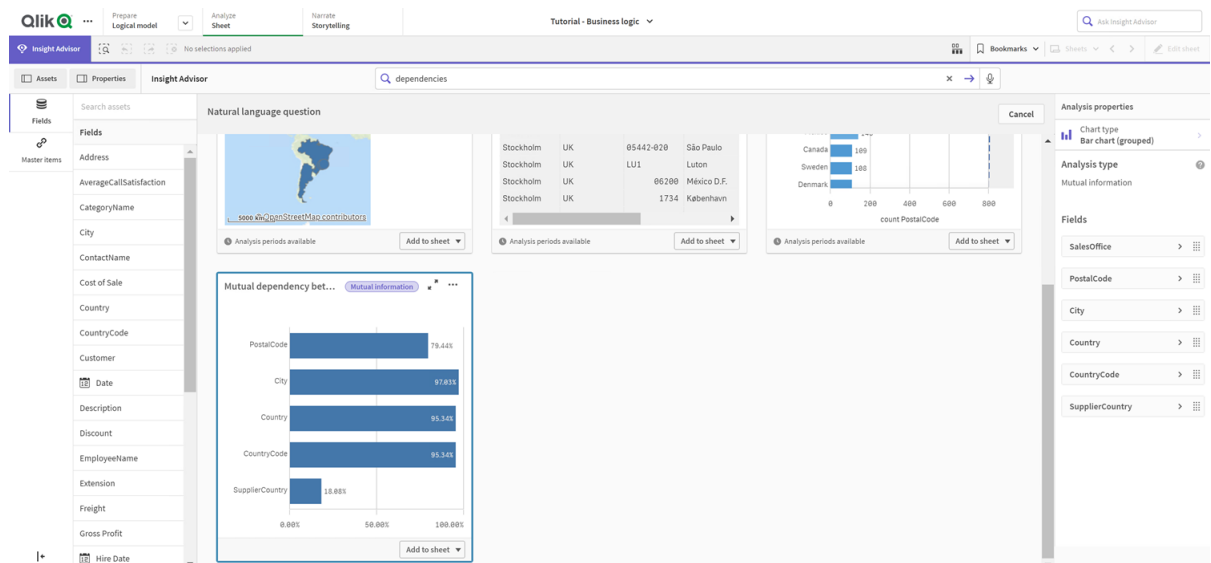 Qlik
Prepare
Logical model
Analyze
Sheet
Narrate
Storytelling
Tutorial - Business logic
Ask Insight Advisor
Insight Advisor
No selections applied
Bookmarks
Sheets
Edit sheet
Assets
Properties
Insight Advisor
dependencies
Fields
Master items
Search assets
Fields
Address
AverageCallSatisfaction
CategoryName
City
ContactName
Cost of Sale
Country
CountryCode
Customer
Date
Description
Discount
EmployeeName
Extension
Freight
Gross Profit
Hire Date
Natural language question
Cancel
5000 km
OpenStreetMap contributors
Analysis periods available
Add to sheet
Stockholm UK 05442-020 São Paulo
Stockholm UK LU1 Luton
Stockholm UK 06200 México D.F.
Stockholm UK 1734 København
Analysis periods available
Add to sheet
Canada 109
Sweden 108
Denmark
0 200 400 600 800
count PostalCode
Analysis periods available
Add to sheet
Mutual dependency bet...
Mutual information
PostalCode 79.44%
City 97.03%
Country 95.34%
CountryCode 95.34%
SupplierCountry 18.08%
0.00% 50.00% 100.00%
Add to sheet
Analysis properties
Chart type
Bar chart (grouped)
Analysis type
Mutual information
Fields
SalesOffice
PostalCode
City
Country
CountryCode
SupplierCountry